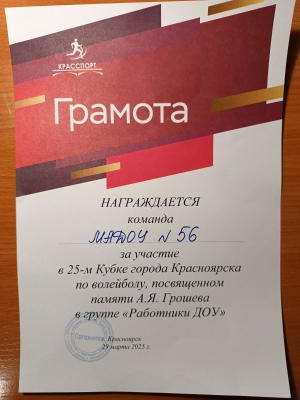 КРАССПОРТ
Грамота
НАГРАЖДАЕТСЯ
команда
МАДОУ N 56
за участие
в 25-м Кубке города Красноярска
по волейболу, посвященном
памяти А.Я. Грошева
в группе «Работники ДОУ»
г. Красноярск
29 марта 2025 г.